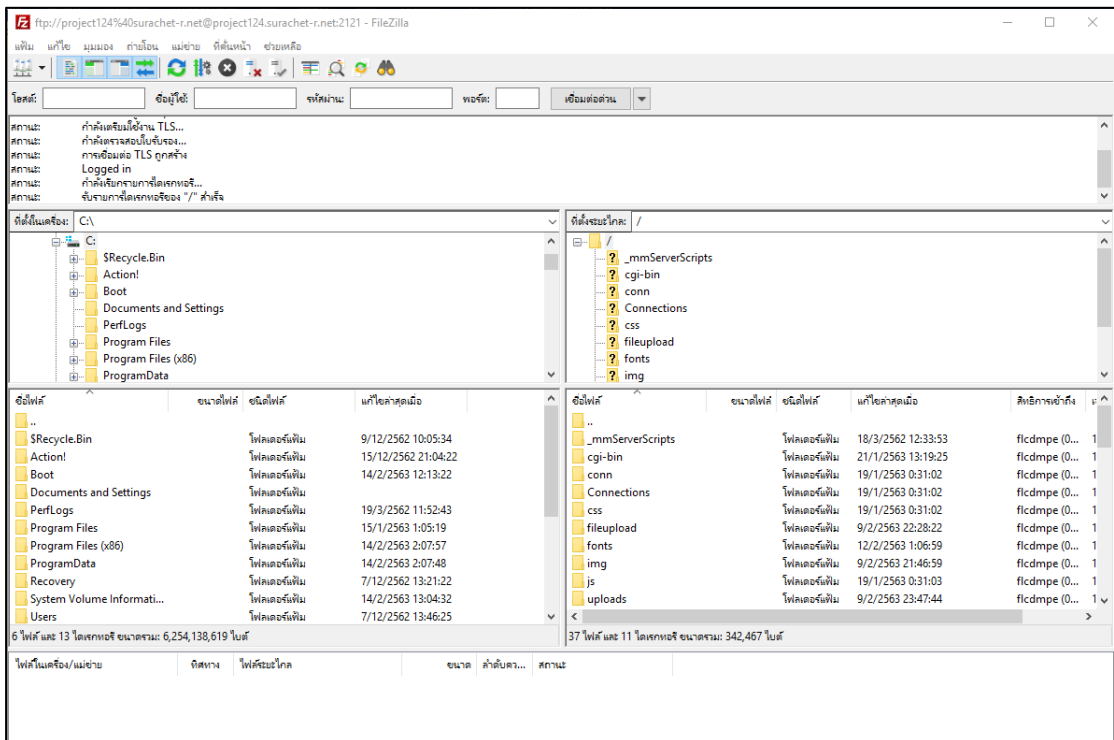 ftp://project124%40surachet-r.net@project124.surachet-r.net:2121 - FileZilla
แฟ้ม แก้ไข มุมมอง ถ่ายโอน แม่ข่าย ที่คั่นหน้า ช่วยเหลือ
โฮสต์: ชื่อผู้ใช้: รหัสผ่าน: พอร์ต: เชื่อมต่อด่วน
สถานะ: กำลังเตรียมใช้งาน TLS...
สถานะ: กำลังตรวจสอบใบรับรอง...
สถานะ: การเชื่อมต่อ TLS ถูกสร้าง
สถานะ: Logged in
สถานะ: กำลังเรียกรายการไดเรกทอรี...
สถานะ: รับรายการไดเรกทอรีของ "/" สำเร็จ
ที่ตั้งในเครื่อง: C:\
C:
$Recycle.Bin
Action!
Boot
Documents and Settings
PerfLogs
Program Files
Program Files (x86)
ProgramData
ที่ตั้งระยะไกล: /
/
_mmServerScripts
cgi-bin
conn
Connections
css
fileupload
fonts
img
ชื่อไฟล์ ขนาดไฟล์ ชนิดไฟล์ แก้ไขล่าสุดเมื่อ
..
$Recycle.Bin โฟลเดอร์แฟ้ม 9/12/2562 10:05:34
Action! โฟลเดอร์แฟ้ม 15/12/2562 21:04:22
Boot โฟลเดอร์แฟ้ม 14/2/2563 12:13:22
Documents and Settings โฟลเดอร์แฟ้ม
PerfLogs โฟลเดอร์แฟ้ม 19/3/2562 11:52:43
Program Files โฟลเดอร์แฟ้ม 15/1/2563 1:05:19
Program Files (x86) โฟลเดอร์แฟ้ม 14/2/2563 2:07:57
ProgramData โฟลเดอร์แฟ้ม 14/2/2563 2:07:48
Recovery โฟลเดอร์แฟ้ม 7/12/2562 13:21:22
System Volume Informati... โฟลเดอร์แฟ้ม 14/2/2563 13:04:32
Users โฟลเดอร์แฟ้ม 7/12/2562 13:46:25
6 ไฟล์ และ 13 ไดเรกทอรี ขนาดรวม: 6,254,138,619 ไบต์
ชื่อไฟล์ ขนาดไฟล์ ชนิดไฟล์ แก้ไขล่าสุดเมื่อ สิทธิการเข้าถึง
..
_mmServerScripts โฟลเดอร์แฟ้ม 18/3/2562 12:33:53 flcdmpe (0... 1
cgi-bin โฟลเดอร์แฟ้ม 21/1/2563 13:19:25 flcdmpe (0... 1
conn โฟลเดอร์แฟ้ม 19/1/2563 0:31:02 flcdmpe (0... 1
Connections โฟลเดอร์แฟ้ม 19/1/2563 0:31:02 flcdmpe (0... 1
css โฟลเดอร์แฟ้ม 19/1/2563 0:31:02 flcdmpe (0... 1
fileupload โฟลเดอร์แฟ้ม 9/2/2563 22:28:22 flcdmpe (0... 1
fonts โฟลเดอร์แฟ้ม 12/2/2563 1:06:59 flcdmpe (0... 1
img โฟลเดอร์แฟ้ม 9/2/2563 21:46:59 flcdmpe (0... 1
js โฟลเดอร์แฟ้ม 19/1/2563 0:31:03 flcdmpe (0... 1
uploads โฟลเดอร์แฟ้ม 9/2/2563 23:47:44 flcdmpe (0... 1
37 ไฟล์ และ 11 ไดเรกทอรี ขนาดรวม: 342,467 ไบต์
ไฟล์ในเครื่อง/แม่ข่าย ทิศทาง ไฟล์ระยะไกล ขนาด ลำดับคว... สถานะ